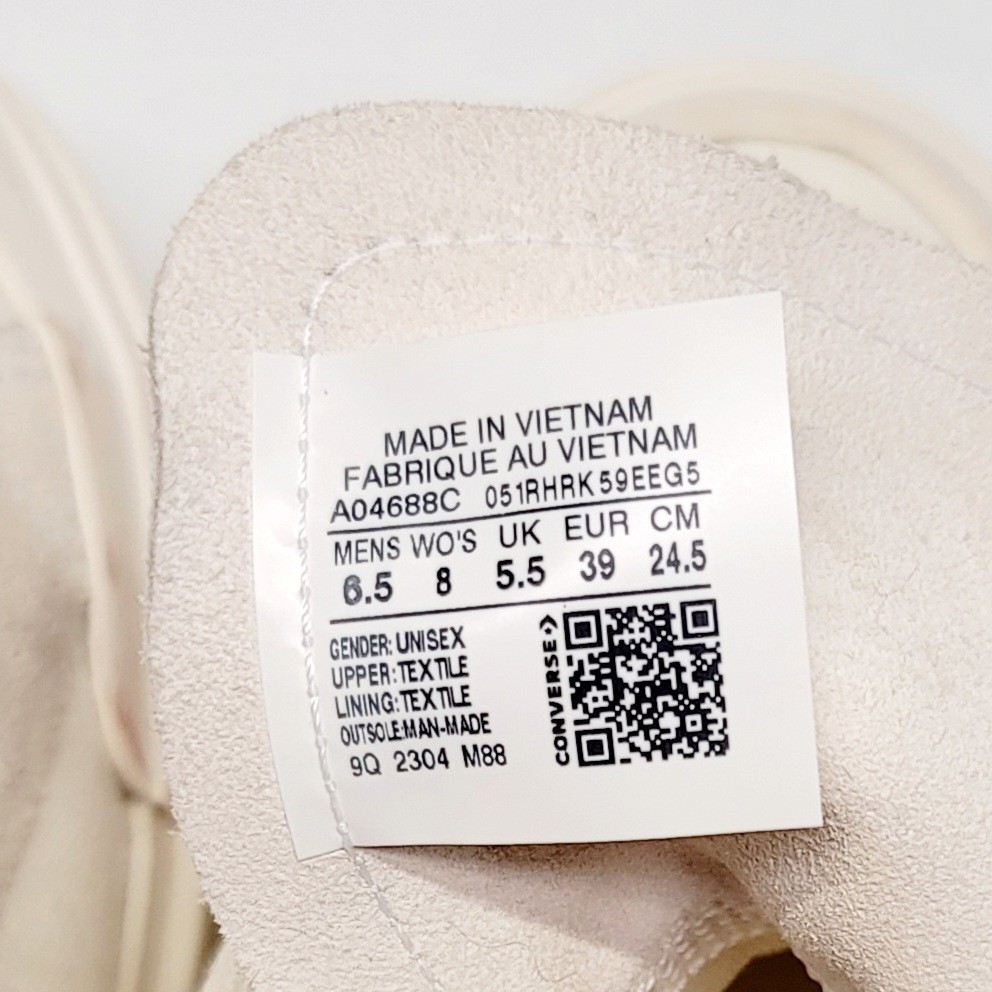 MADE IN VIETNAM
FABRIQUE AU VIETNAM
A04688C 051RHRK59EEG5
MENS WO'S UK EUR CM
6.5 8 5.5 39 24.5
GENDER: UNISEX
UPPER: TEXTILE
LINING: TEXTILE
OUTSOLE:MAN-MADE
9Q 2304 M88
CONVERSE